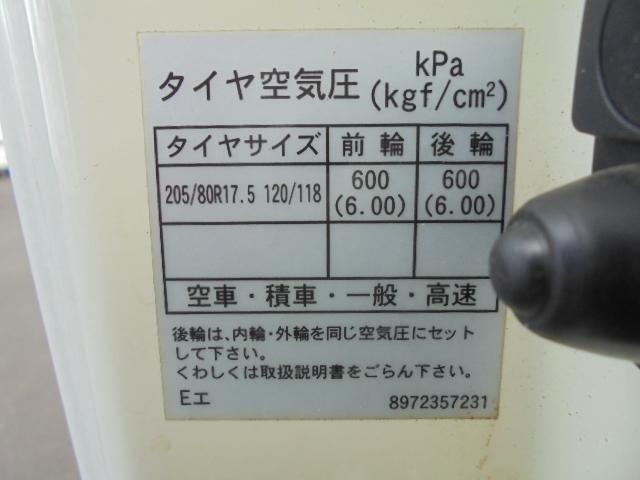 タイヤ空気圧 kPa
(kgf/cm²)
タイヤサイズ 前輪 後輪
205/80R17.5 120/118 600 600
(6.00) (6.00)
空車・積車・一般・高速
後輪は、内輪・外輪を同じ空気圧にセット
して下さい。
くわしくは取扱説明書をごらん下さい。
Eエ 8972357231